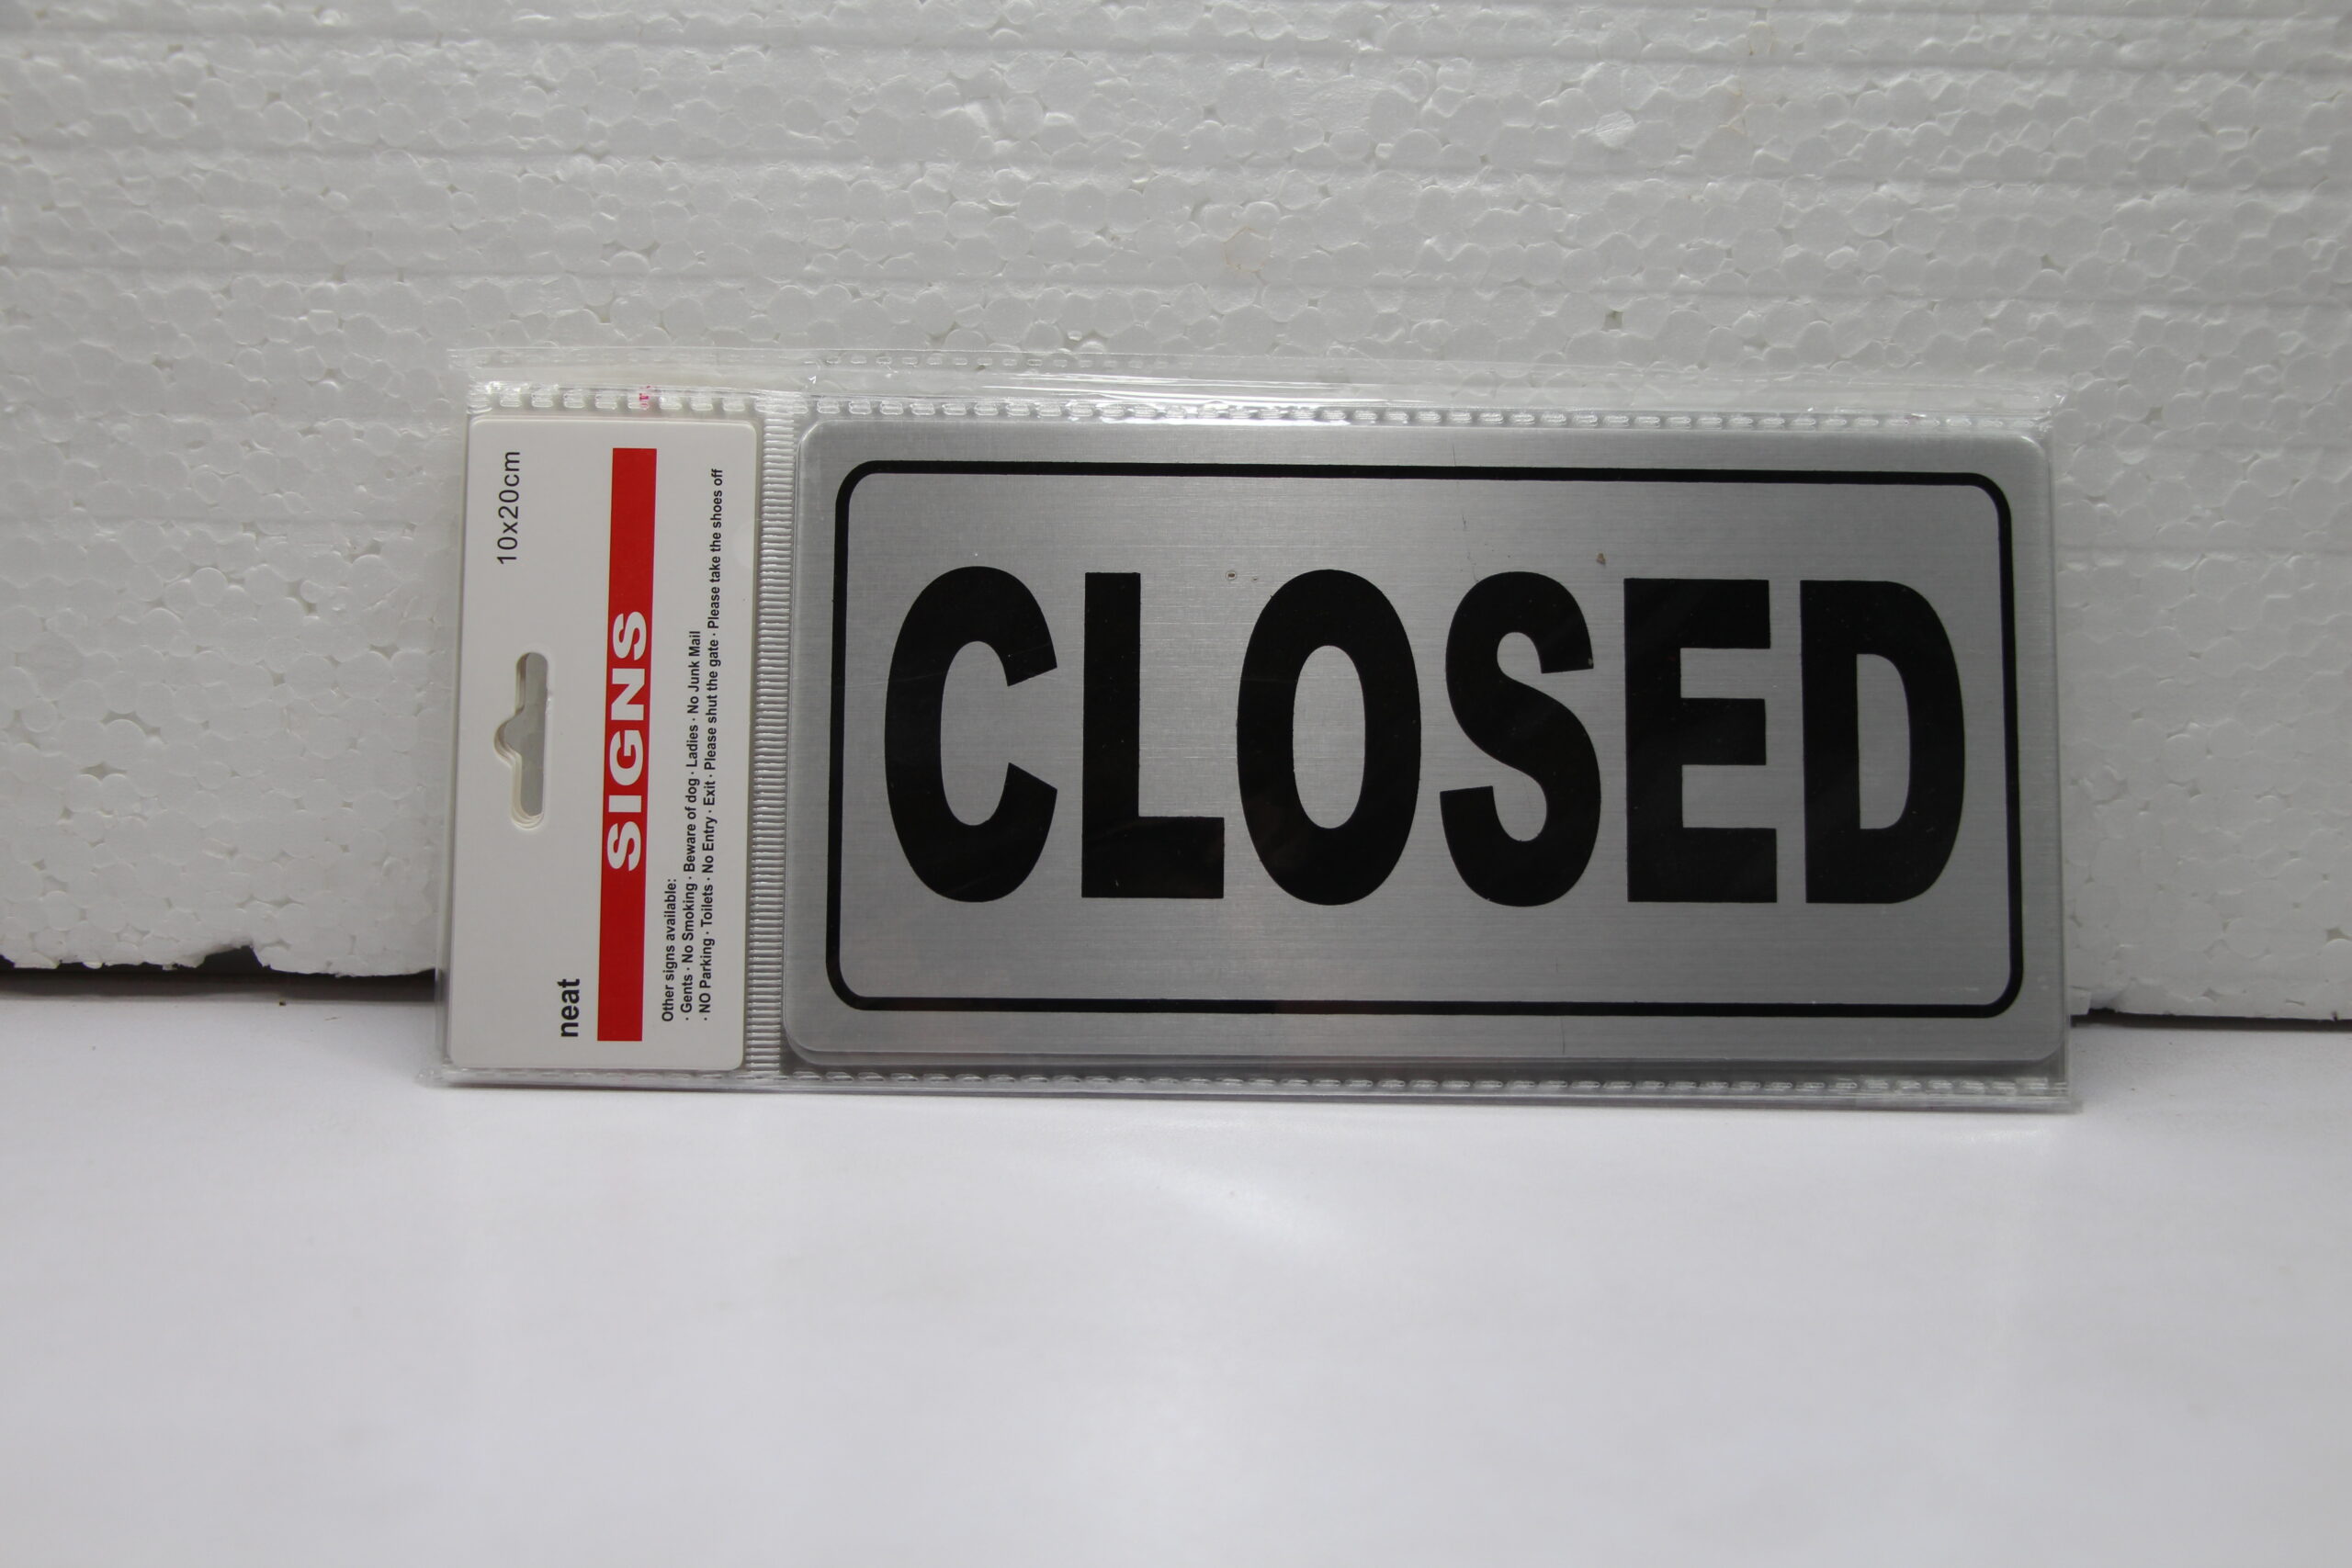 10x20cm
neat
SIGNS
Other signs available:
· Gents · No Smoking · Beware of dog · Ladies · No Junk Mail
· NO Parking · Toilets · No Entry · Exit · Please shut the gate · Please take the shoes off
CLOSED